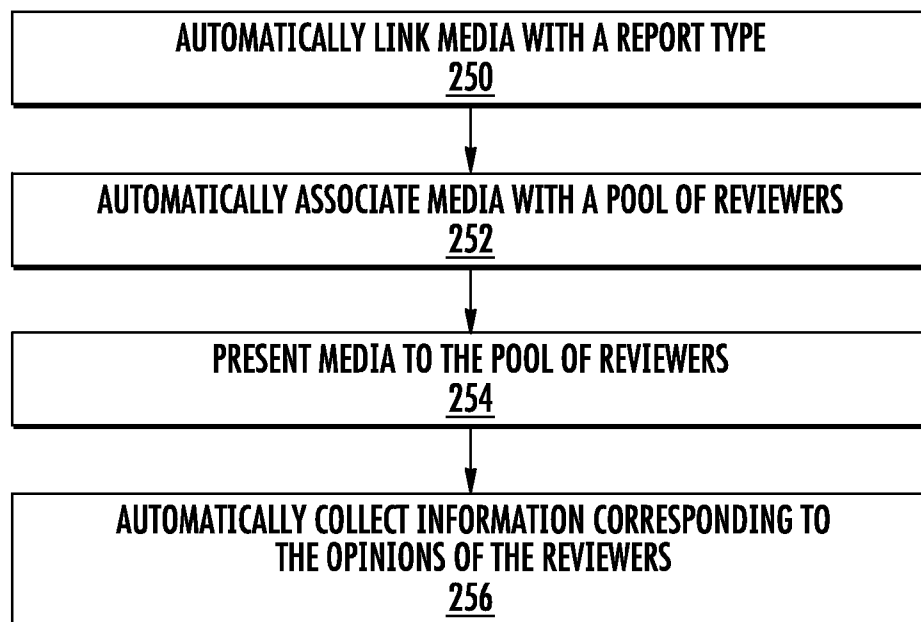 AUTOMATICALLY LINK MEDIA WITH A REPORT TYPE
250
AUTOMATICALLY ASSOCIATE MEDIA WITH A POOL OF REVIEWERS
252
PRESENT MEDIA TO THE POOL OF REVIEWERS
254
AUTOMATICALLY COLLECT INFORMATION CORRESPONDING TO
THE OPINIONS OF THE REVIEWERS
256